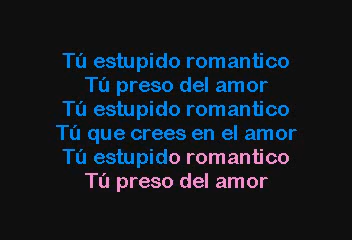 Tú estupido romantico
Tú preso del amor
Tú estupido romantico
Tú que crees en el amor
Tú estupido romantico
Tú preso del amor